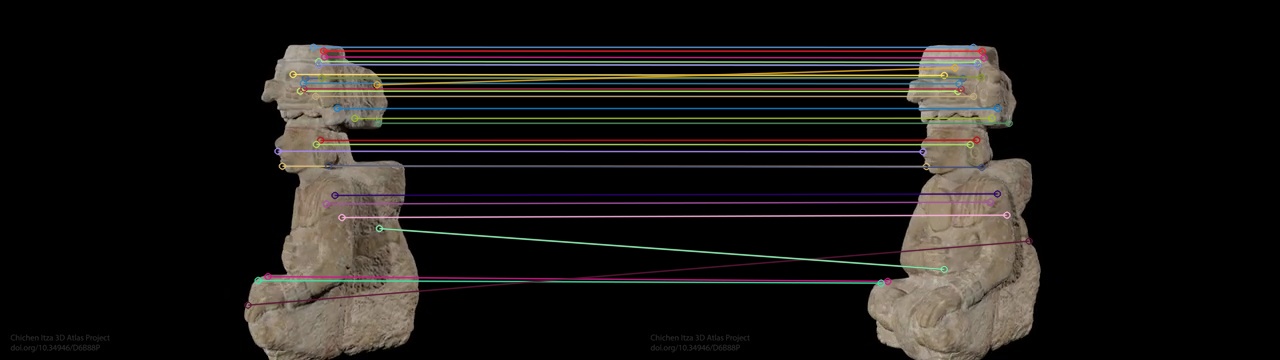 Chichen Itza 3D Atlas Project
doi.org/10.34946/D6B88P
Chichen Itza 3D Atlas Project
doi.org/10.34946/D6B88P